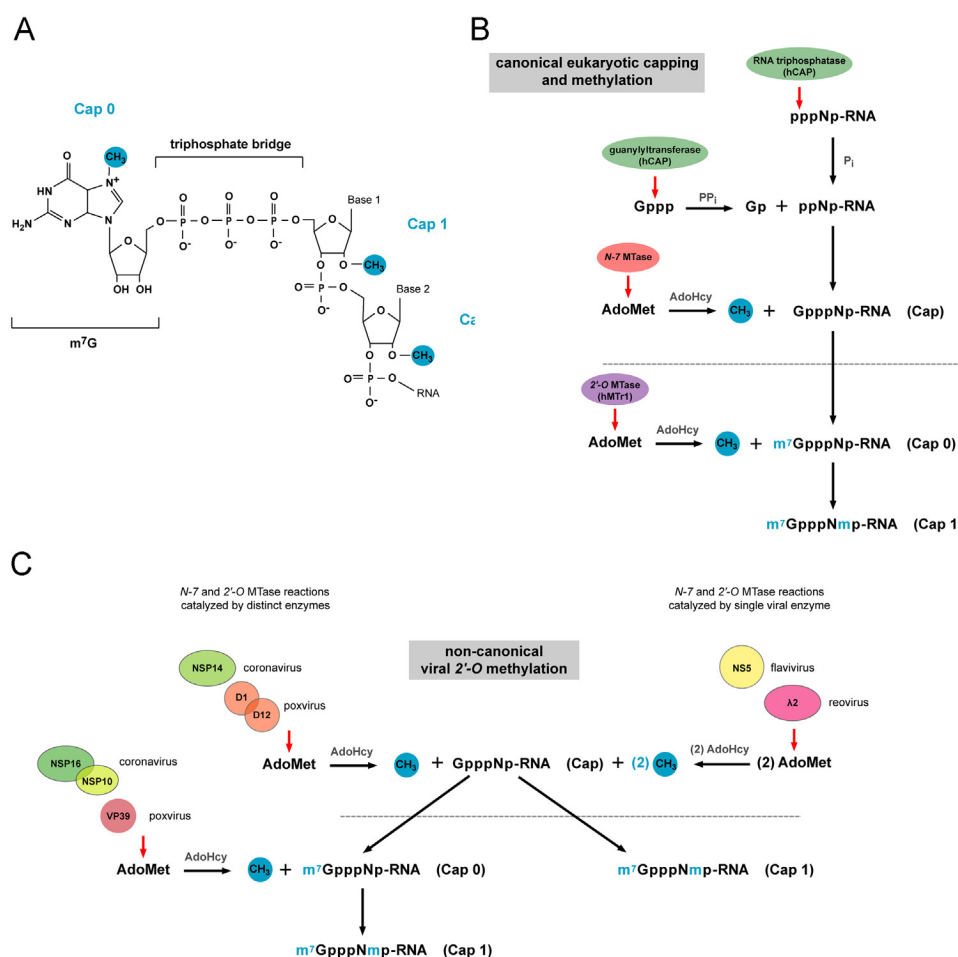 A
Cap 0
triphosphate bridge
CH₃
O
N⁺
HN
H₂N
N
N
O
OH OH
O
O
O
O
P
O
P
O
P
O
O⁻
O⁻
O⁻
Base 1
O
Cap 1
O
O
CH₃
O
P
O
O⁻
Base 2
O
Ca
m⁷G
O
O
CH₃
O
P
O
O⁻
RNA
B
canonical eukaryotic capping
and methylation
RNA triphosphatase
(hCAP)
pppNp-RNA
Pi
guanylyltransferase
(hCAP)
Gppp
PPi
Gp + ppNp-RNA
N-7 MTase
AdoMet
AdoHcy
CH₃ + GpppNp-RNA (Cap)
2'-O MTase
(hMTr1)
AdoMet
AdoHcy
CH₃ + m⁷GpppNp-RNA (Cap 0)
m⁷GpppNmp-RNA (Cap 1
C
N-7 and 2'-O MTase reactions
catalyzed by distinct enzymes
N-7 and 2'-O MTase reactions
catalyzed by single viral enzyme
non-canonical
viral 2'-O methylation
NSP14 coronavirus
D1
D12
poxvirus
NS5 flavivirus
λ2 reovirus
AdoMet
AdoHcy
CH₃ + GpppNp-RNA (Cap) + (2) CH₃
(2) AdoHcy
(2) AdoMet
NSP16
NSP10
coronavirus
VP39 poxvirus
AdoMet
AdoHcy
CH₃ + m⁷GpppNp-RNA (Cap 0)
m⁷GpppNmp-RNA (Cap 1)
m⁷GpppNmp-RNA (Cap 1)